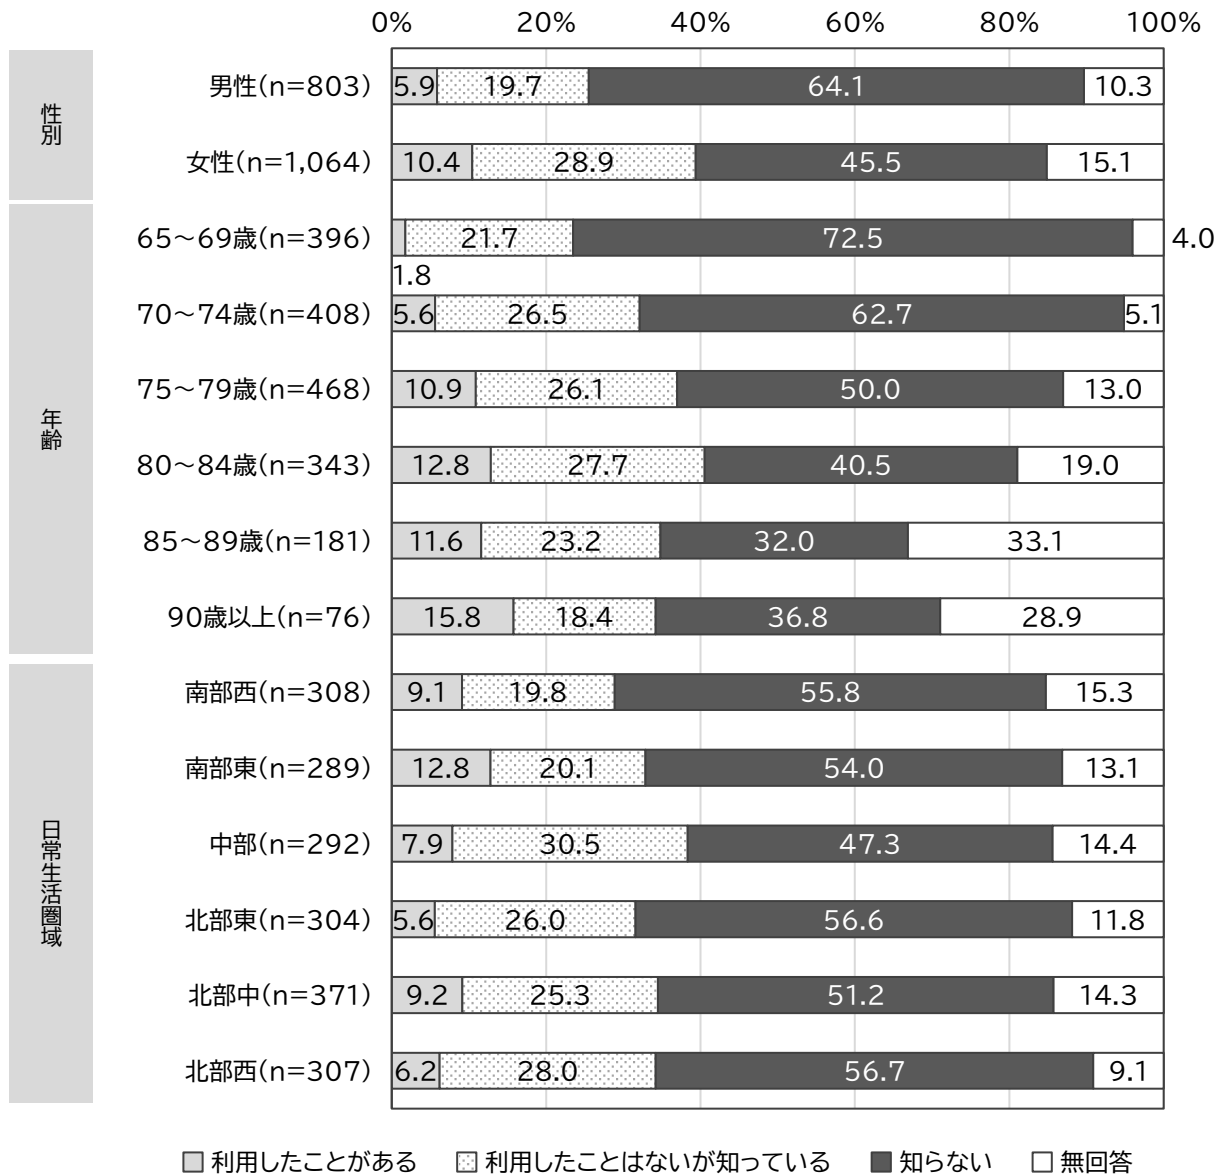 0% 20% 40% 60% 80% 100%
性別
男性(n=803) 5.9 19.7 64.1 10.3
女性(n=1,064) 10.4 28.9 45.5 15.1
年齢
65～69歳(n=396) 21.7 72.5 4.0
1.8
70～74歳(n=408) 5.6 26.5 62.7 5.1
75～79歳(n=468) 10.9 26.1 50.0 13.0
80～84歳(n=343) 12.8 27.7 40.5 19.0
85～89歳(n=181) 11.6 23.2 32.0 33.1
90歳以上(n=76) 15.8 18.4 36.8 28.9
日常生活圏域
南部西(n=308) 9.1 19.8 55.8 15.3
南部東(n=289) 12.8 20.1 54.0 13.1
中部(n=292) 7.9 30.5 47.3 14.4
北部東(n=304) 5.6 26.0 56.6 11.8
北部中(n=371) 9.2 25.3 51.2 14.3
北部西(n=307) 6.2 28.0 56.7 9.1
利用したことがある 利用したことはないが知っている 知らない 無回答